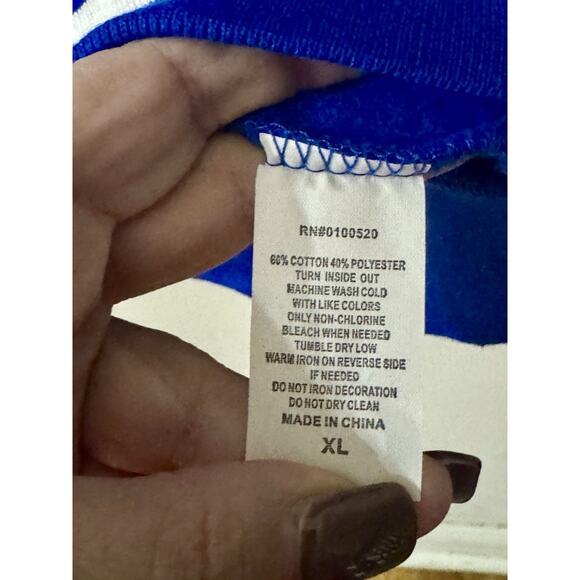 RN#0100520
60% COTTON 40% POLYESTER
TURN INSIDE OUT
MACHINE WASH COLD
WITH LIKE COLORS
ONLY NON-CHLORINE
BLEACH WHEN NEEDED
TUMBLE DRY LOW
WARM IRON ON REVERSE SIDE
IF NEEDED
DO NOT IRON DECORATION
DO NOT DRY CLEAN
MADE IN CHINA
XL